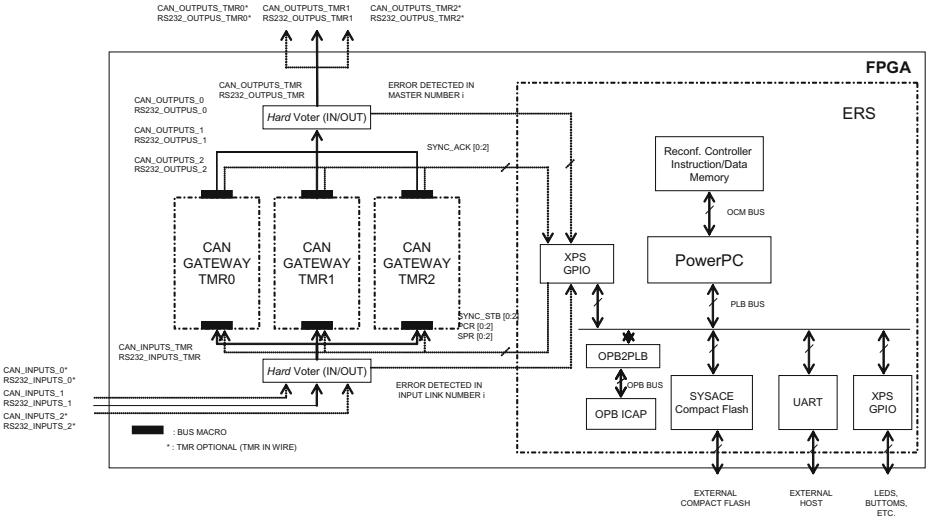 CAN_OUTPUTS_TMR0* CAN_OUTPUTS_TMR1 CAN_OUTPUTS_TMR2*
RS232_OUTPUS_TMR0* RS232_OUTPUS_TMR1 RS232_OUTPUS_TMR2*
FPGA
CAN_OUTPUTS_TMR
RS232_OUTPUS_TMR
ERROR DETECTED IN
MASTER NUMBER i
CAN_OUTPUTS_0
RS232_OUTPUS_0
Hard Voter (IN/OUT)
ERS
CAN_OUTPUTS_1
RS232_OUTPUS_1
SYNC_ACK [0:2]
CAN_OUTPUTS_2
RS232_OUTPUS_2
Reconf. Controller
Instruction/Data
Memory
OCM BUS
CAN
GATEWAY
TMR0
CAN
GATEWAY
TMR1
CAN
GATEWAY
TMR2
XPS
GPIO
PowerPC
PLB BUS
SYNC_STB [0:2]
PCR [0:2]
SPR [0:2]
CAN_INPUTS_TMR
RS232_INPUTS_TMR
Hard Voter (IN/OUT)
ERROR DETECTED IN
INPUT LINK NUMBER i
OPB2PLB
OPB BUS
OPB ICAP
SYSACE
Compact Flash
UART
XPS
GPIO
CAN_INPUTS_0*
RS232_INPUTS_0*
CAN_INPUTS_1
RS232_INPUTS_1
CAN_INPUTS_2*
RS232_INPUTS_2*
: BUS MACRO
* : TMR OPTIONAL (TMR IN WIRE)
EXTERNAL
COMPACT FLASH
EXTERNAL
HOST
LEDS,
BUTTOMS,
ETC.